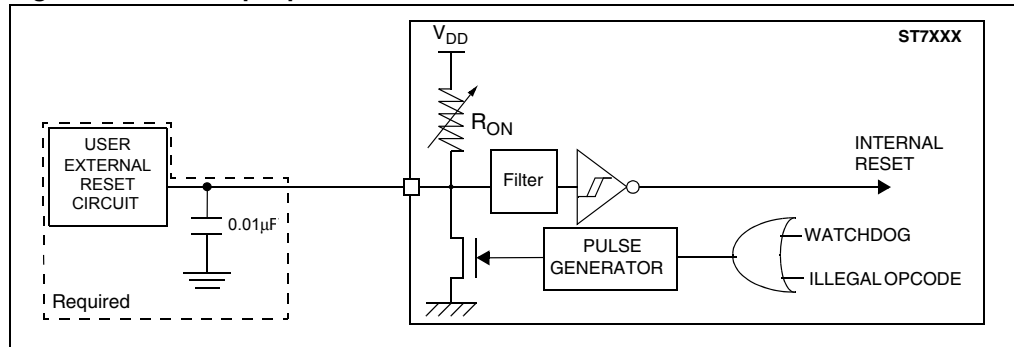 V_DD
ST7XXX
R_ON
USER
EXTERNAL
RESET
CIRCUIT
0.01μF
Required
Filter
INTERNAL
RESET
PULSE
GENERATOR
WATCHDOG
ILLEGAL OPCODE